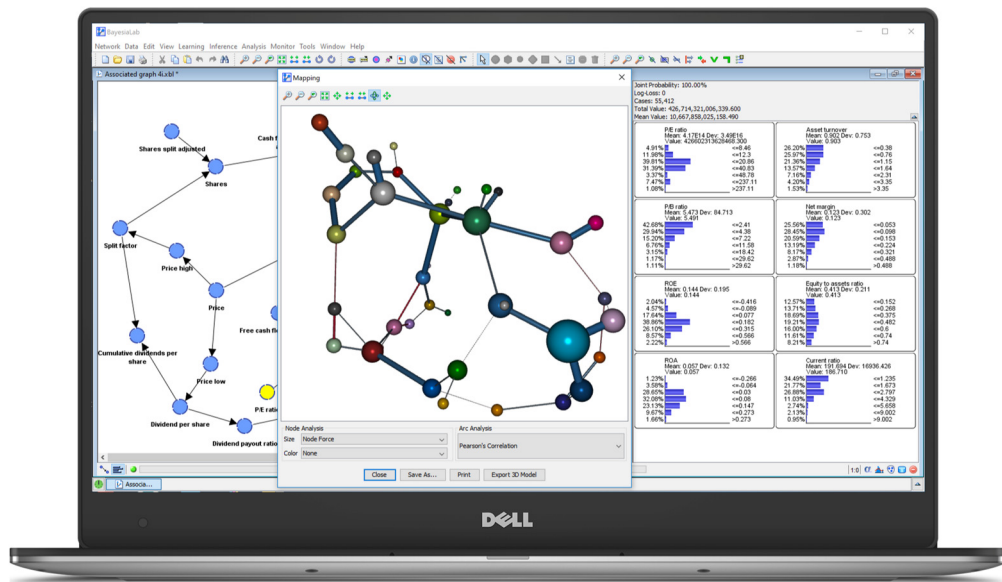 BayesiaLab
Network Data Edit View Learning Inference Analysis Monitor Tools Window Help
Associated graph 4i.xbl *
Mapping
Joint Probability: 100.00%
Log-Loss: 0
Cases: 55,412
Total Value: 426,714,321,006,339.600
Mean Value: 10,667,858,025,158.490
Shares split adjusted
Cash f
Shares
Split factor
Price high
Price
Free cash fl
Cumulative dividends per
share
Price low
P/E ratio
Dividend per share
Dividend payout ratio
P/E ratio
Mean: 4.17E14 Dev: 3.49E16
Value: 426602313628468.300
4.91% <=8.46
11.98% <=12.3
39.81% <=20.86
31.39% <=40.83
3.37% <=48.78
7.47% <=237.11
1.08% >237.11
Asset turnover
Mean: 0.902 Dev: 0.753
Value: 0.903
26.20% <=0.38
25.97% <=0.76
21.36% <=1.15
13.57% <=1.64
7.16% <=2.31
4.20% <=3.35
1.53% >3.35
P/B ratio
Mean: 5.473 Dev: 84.713
Value: 5.491
42.68% <=2.41
29.94% <=4.38
15.20% <=7.22
6.76% <=11.58
3.15% <=18.42
1.17% <=29.62
1.11% >29.62
Net margin
Mean: 0.123 Dev: 0.302
Value: 0.123
25.56% <=0.053
28.45% <=0.098
20.59% <=0.153
13.19% <=0.224
8.17% <=0.321
2.87% <=0.488
1.18% >0.488
ROE
Mean: 0.144 Dev: 0.195
Value: 0.144
2.04% <=-0.416
4.57% <=-0.089
17.64% <=0.077
38.86% <=0.182
26.10% <=0.315
8.57% <=0.566
2.22% >0.566
Equity to assets ratio
Mean: 0.413 Dev: 0.211
Value: 0.413
12.57% <=0.152
13.71% <=0.268
18.69% <=0.375
19.21% <=0.482
16.00% <=0.6
11.61% <=0.74
8.21% >0.74
ROA
Mean: 0.057 Dev: 0.132
Value: 0.057
1.23% <=-0.266
3.58% <=-0.064
28.65% <=0.03
32.08% <=0.08
23.13% <=0.147
9.67% <=0.273
1.66% >0.273
Current ratio
Mean: 191.694 Dev: 16936.426
Value: 186.710
34.49% <=1.235
21.77% <=1.673
26.88% <=2.797
11.03% <=4.329
2.74% <=5.658
2.13% <=9.002
0.95% >9.002
Node Analysis
Size Node Force
Color None
Arc Analysis
Pearson's Correlation
Close Save As... Print Export 3D Model
1:0
Associa...
DELL